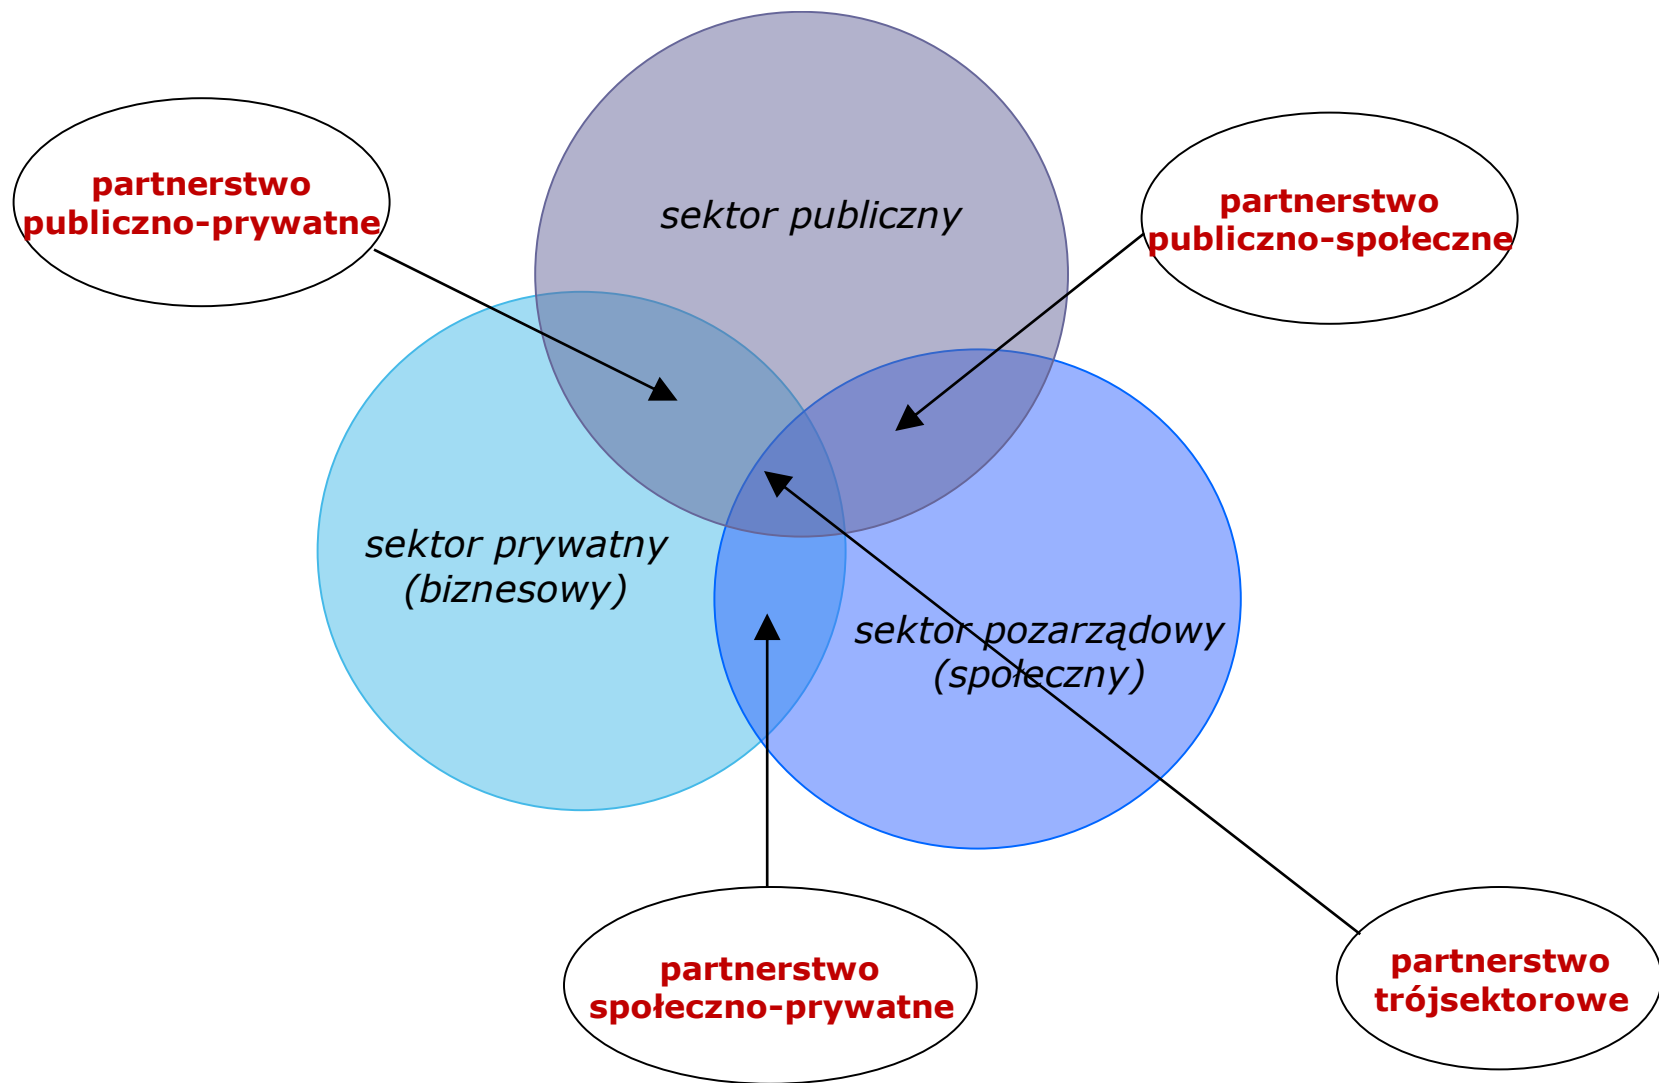 partnerstwo
publiczno-prywatne
sektor publiczny
partnerstwo
publiczno-społeczne
sektor prywatny
(biznesowy)
sektor pozarządowy
(społeczny)
partnerstwo
społeczno-prywatne
partnerstwo
trójsektorowe